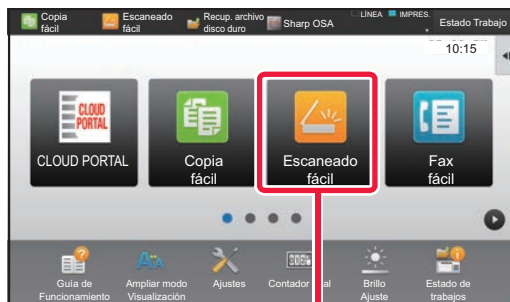 Copia
fácil
Escaneado
fácil
Recup. archivo
disco duro
Sharp OSA
LÍNEA
IMPRES.
Estado Trabajo
10:15
CLOUD
PORTAL
CLOUD PORTAL
Copia
fácil
Escaneado
fácil
Fax
fácil
Guía de
Funcionamiento
Ampliar modo
Visualización
Ajustes
Contador
Brillo
Ajuste
Estado de
trabajos